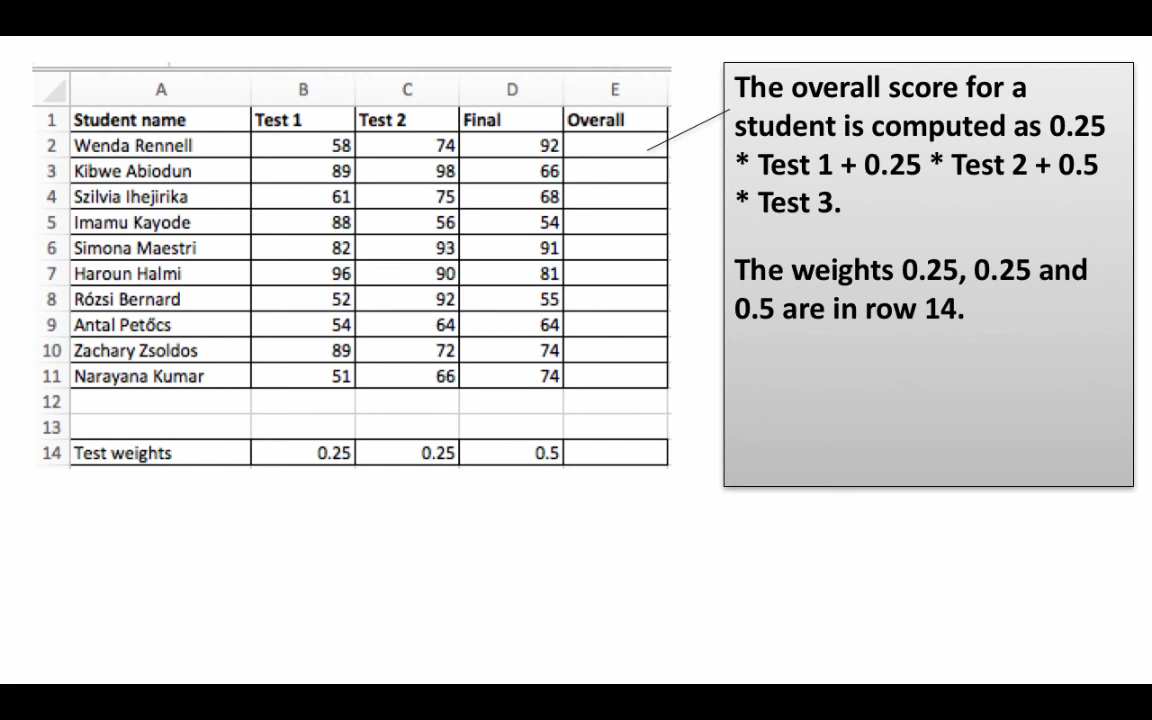 A B C D E
1 Student name Test 1 Test 2 Final Overall
2 Wenda Rennell 58 74 92
3 Kibwe Abiodun 89 98 66
4 Szilvia Ihejirika 61 75 68
5 Imamu Kayode 88 56 54
6 Simona Maestri 82 93 91
7 Haroun Halmi 96 90 81
8 Rózsi Bernard 52 92 55
9 Antal Petőcs 54 64 64
10 Zachary Zsoldos 89 72 74
11 Narayana Kumar 51 66 74
12
13
14 Test weights 0.25 0.25 0.5
The overall score for a
student is computed as 0.25
* Test 1 + 0.25 * Test 2 + 0.5
* Test 3.
The weights 0.25, 0.25 and
0.5 are in row 14.